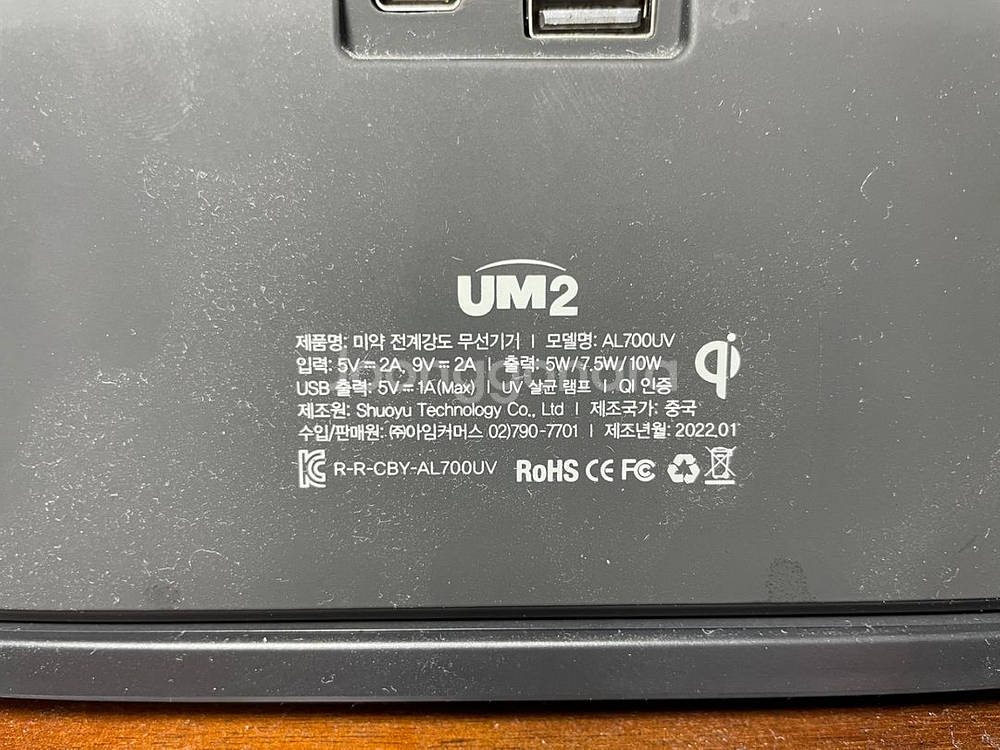 UM2
제품명: 미약 전계강도 무선기기 | 모델명: AL700UV
입력: 5V⎓2A, 9V⎓2A | 출력: 5W/7.5W/10W
USB 출력: 5V⎓1A(Max) | UV 살균 램프 | QI 인증
qi
제조원: Shuoyu Technology Co., Ltd | 제조국가: 중국
수입/판매원: ㈜아임커머스 02)790-7701 | 제조년월: 2022.01
R-R-CBY-AL700UV RoHS CE FC
Joonggonara